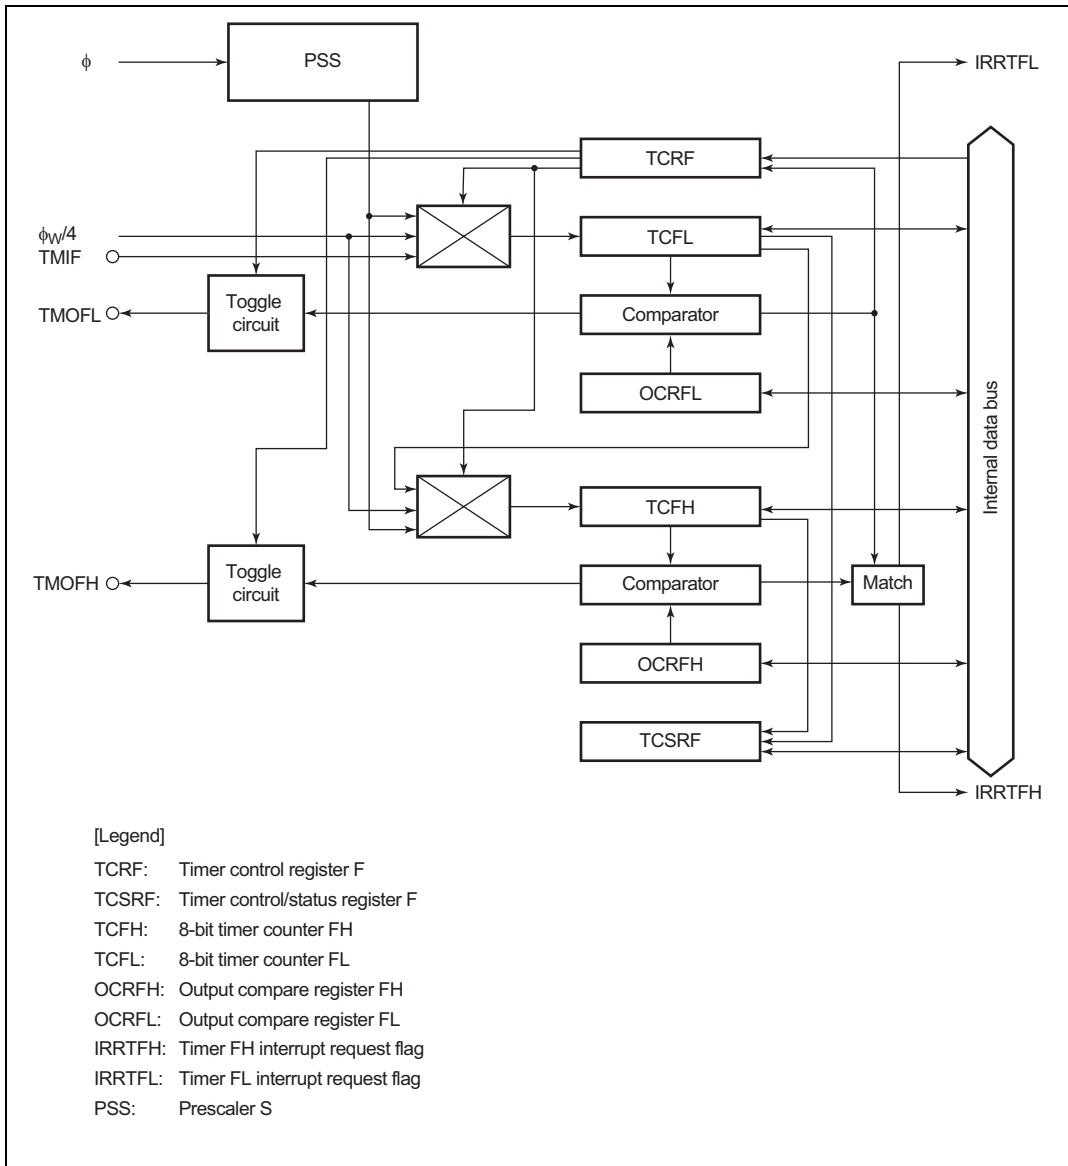 ϕ
PSS
IRRTFL
TCRF
ϕW/4
TMIF
TCFL
TMOFL
Toggle
circuit
Comparator
OCRFL
Internal data bus
TCFH
TMOFH
Toggle
circuit
Comparator
Match
OCRFH
TCSRF
IRRTFH
[Legend]
TCRF: Timer control register F
TCSRF: Timer control/status register F
TCFH: 8-bit timer counter FH
TCFL: 8-bit timer counter FL
OCRFH: Output compare register FH
OCRFL: Output compare register FL
IRRTFH: Timer FH interrupt request flag
IRRTFL: Timer FL interrupt request flag
PSS: Prescaler S